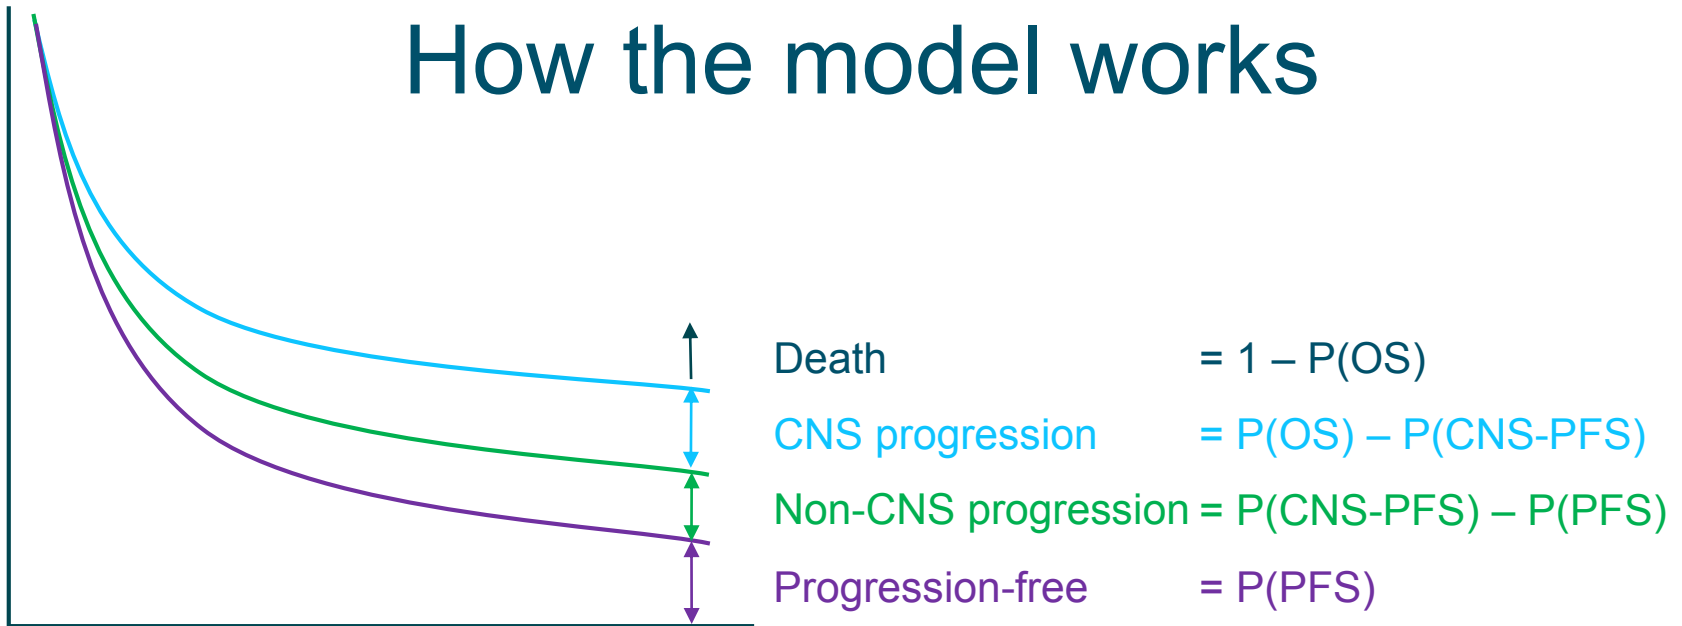 How the model works
Death = 1 – P(OS)
CNS progression = P(OS) – P(CNS-PFS)
Non-CNS progression = P(CNS-PFS) – P(PFS)
Progression-free = P(PFS)